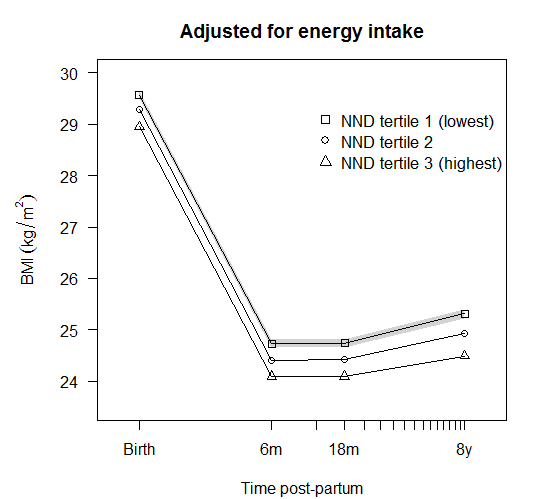 Adjusted for energy intake
30
29
28
27
26
25
24
BMI (kg/m²)
NND tertile 1 (lowest)
NND tertile 2
NND tertile 3 (highest)
Birth 6m 18m 8y
Time post-partum